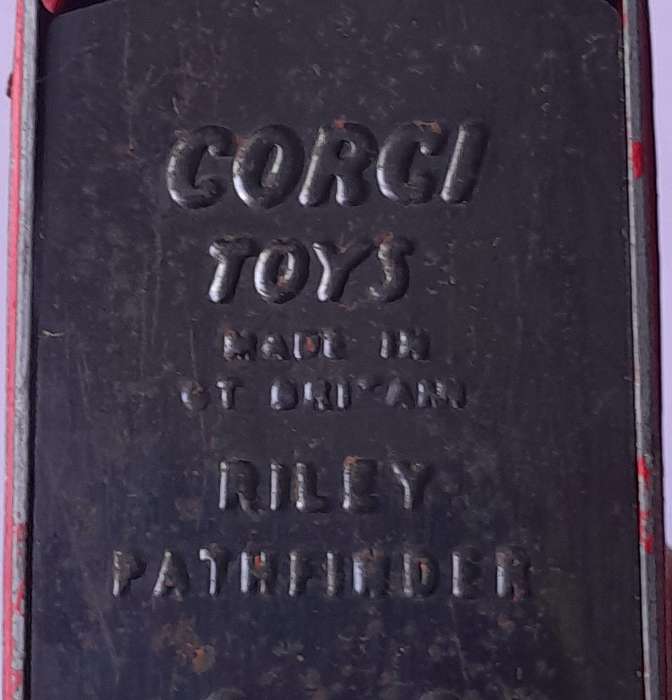 CORGI
TOYS
MADE IN
GT BRITAIN
RILEY
PATHFINDER